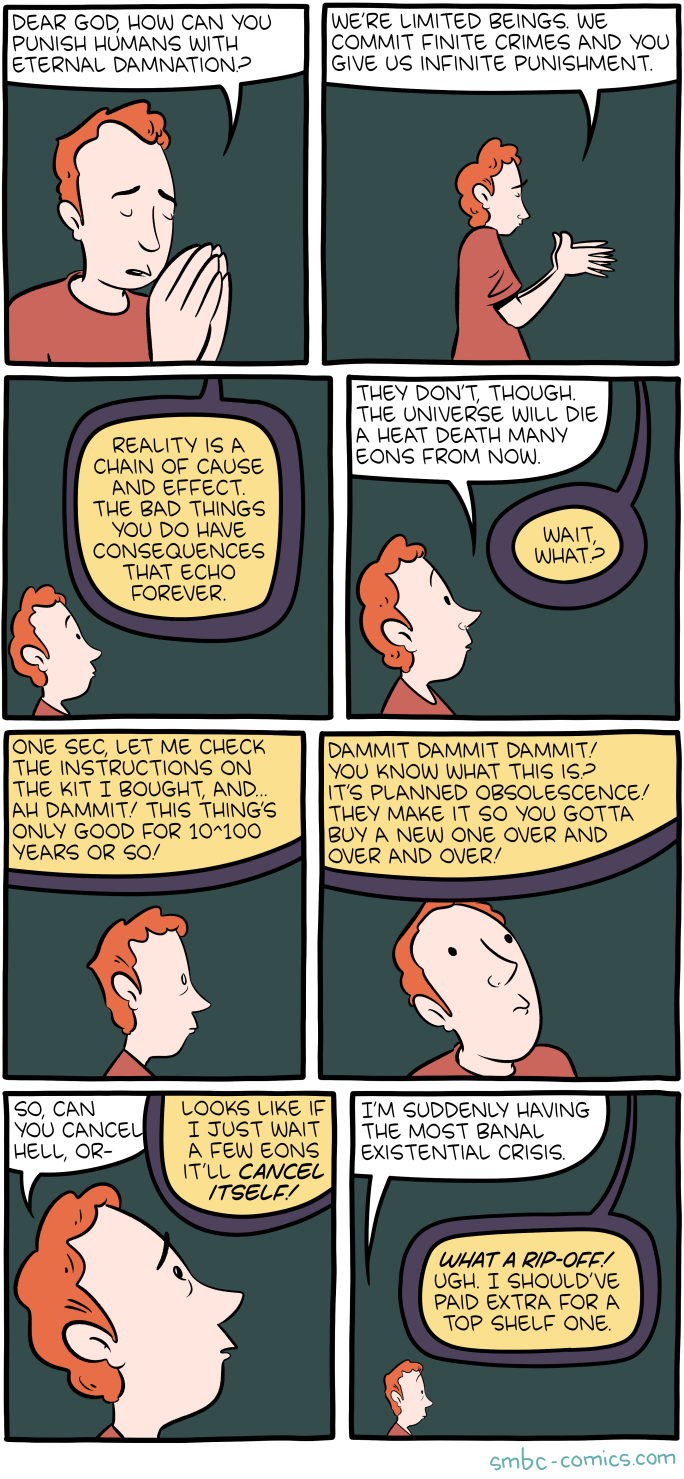 DEAR GOD, HOW CAN YOU
PUNISH HUMANS WITH
ETERNAL DAMNATION?
WE'RE LIMITED BEINGS. WE
COMMIT FINITE CRIMES AND YOU
GIVE US INFINITE PUNISHMENT.
REALITY IS A
CHAIN OF CAUSE
AND EFFECT.
THE BAD THINGS
YOU DO HAVE
CONSEQUENCES
THAT ECHO
FOREVER.
THEY DON'T, THOUGH.
THE UNIVERSE WILL DIE
A HEAT DEATH MANY
EONS FROM NOW.
WAIT,
WHAT?
ONE SEC, LET ME CHECK
THE INSTRUCTIONS ON
THE KIT I BOUGHT, AND...
AH DAMMIT! THIS THING'S
ONLY GOOD FOR 10^100
YEARS OR SO!
DAMMIT DAMMIT DAMMIT!
YOU KNOW WHAT THIS IS?
IT'S PLANNED OBSOLESCENCE!
THEY MAKE IT SO YOU GOTTA
BUY A NEW ONE OVER AND
OVER AND OVER!
SO, CAN
YOU CANCEL
HELL, OR-
LOOKS LIKE IF
I JUST WAIT
A FEW EONS
IT'LL CANCEL
ITSELF!
I'M SUDDENLY HAVING
THE MOST BANAL
EXISTENTIAL CRISIS.
WHAT A RIP-OFF!
UGH. I SHOULD'VE
PAID EXTRA FOR A
TOP SHELF ONE.
smbc-comics.com